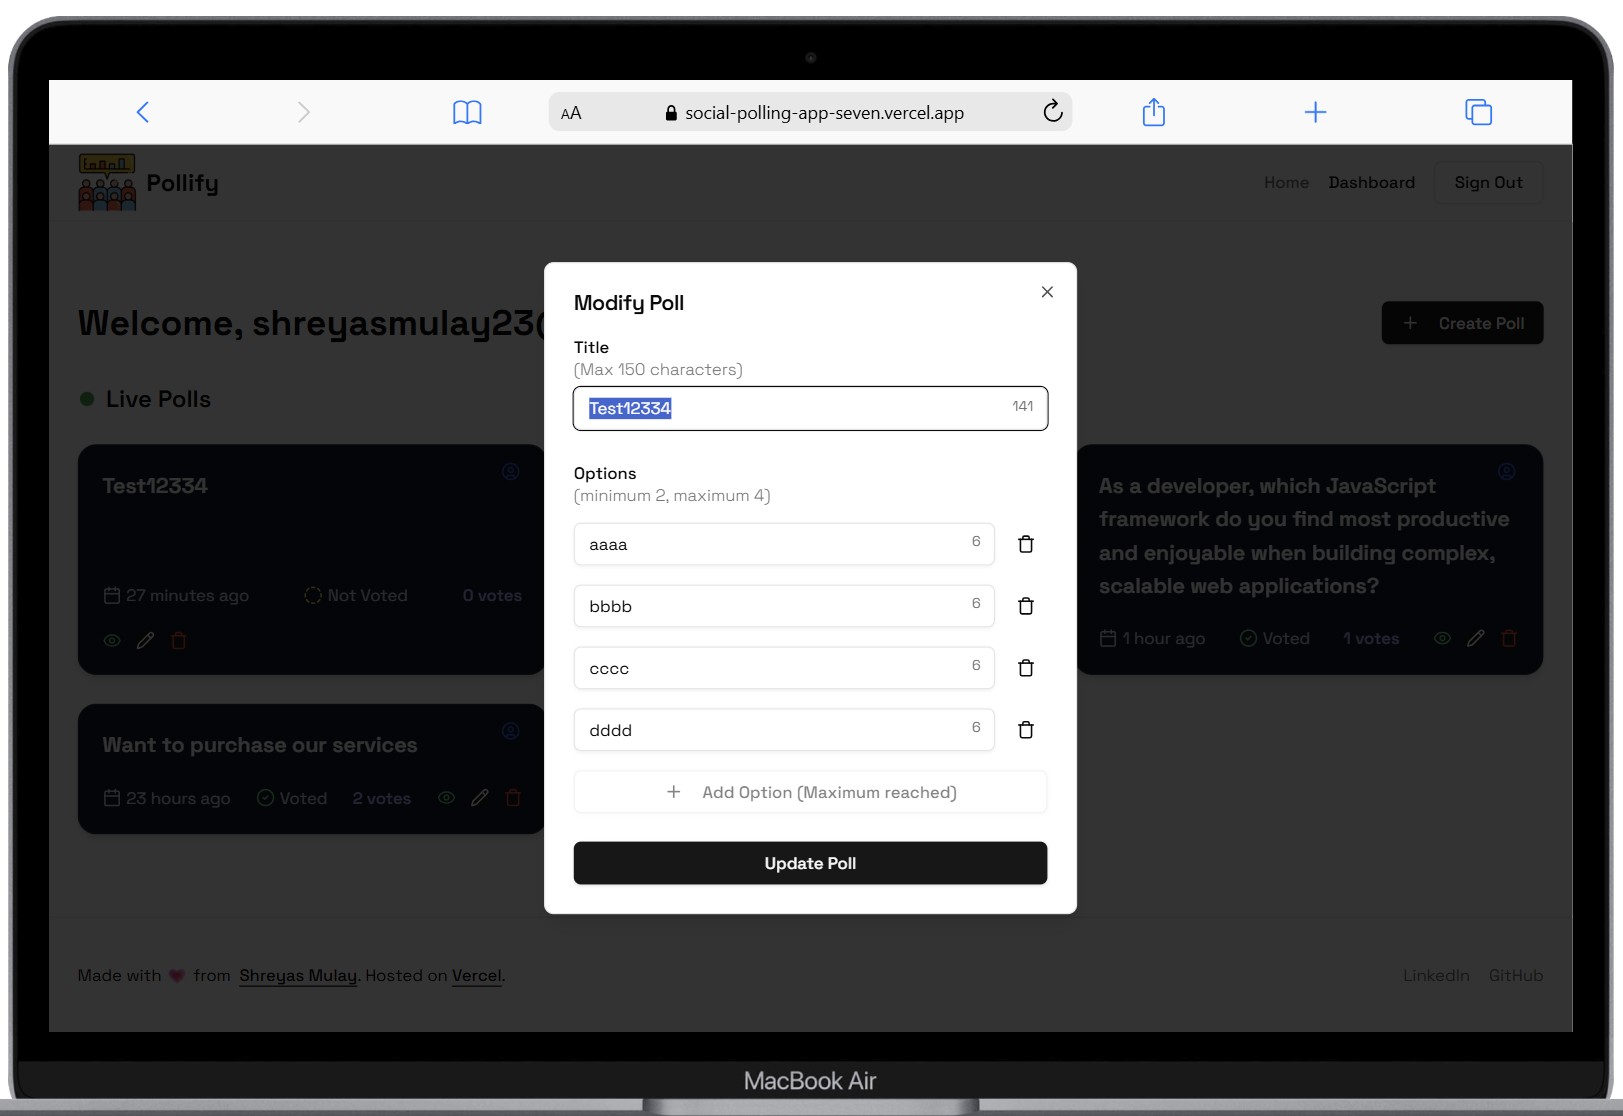 AA social-polling-app-seven.vercel.app
Pollify
Home Dashboard Sign Out
Welcome, shreyasmulay23@
Create Poll
Live Polls
Test12334
27 minutes ago Not Voted 0 votes
Want to purchase our services
23 hours ago Voted 2 votes
Modify Poll
Title
(Max 150 characters)
Test12334 141
Options
(minimum 2, maximum 4)
aaaa 6
bbbb 6
cccc 6
dddd 6
Add Option (Maximum reached)
Update Poll
As a developer, which JavaScript
framework do you find most productive
and enjoyable when building complex,
scalable web applications?
1 hour ago Voted 1 votes
Made with from Shreyas Mulay. Hosted on Vercel.
LinkedIn GitHub
MacBook Air